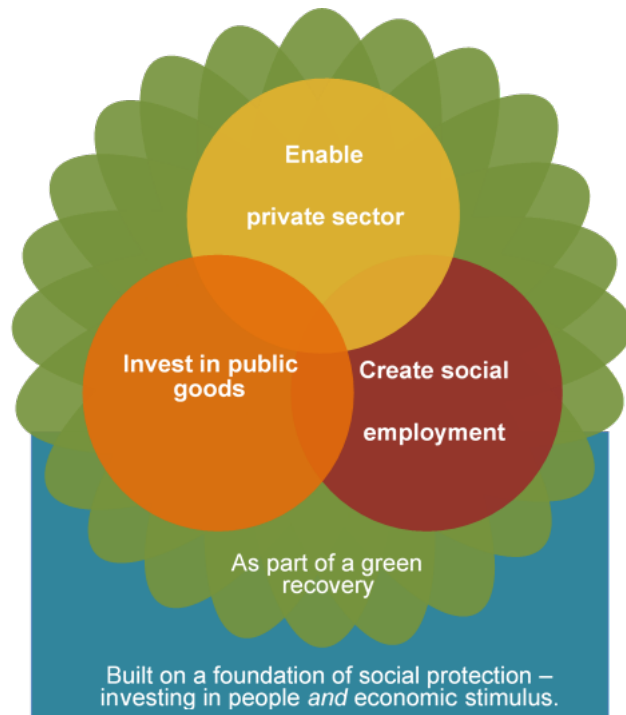 Enable
private sector
Invest in public
goods
Create social
employment
As part of a green
recovery
Built on a foundation of social protection –
investing in people and economic stimulus.